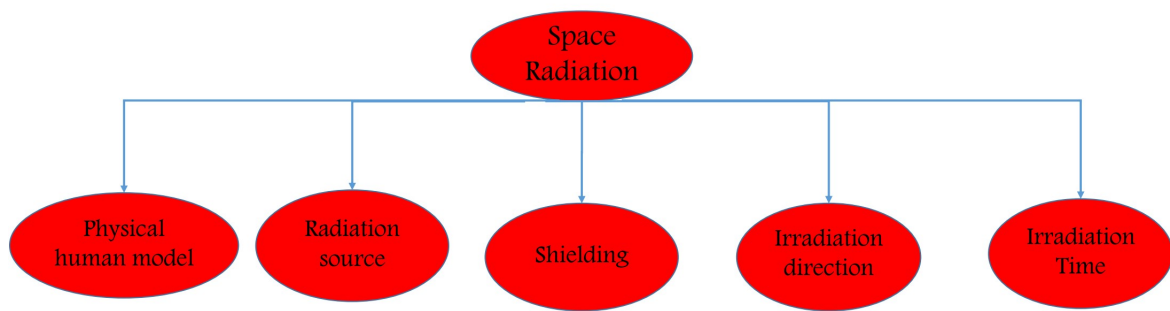 Space
Radiation
Physical
human model
Radiation
source
Shielding
Irradiation
direction
Irradiation
Time